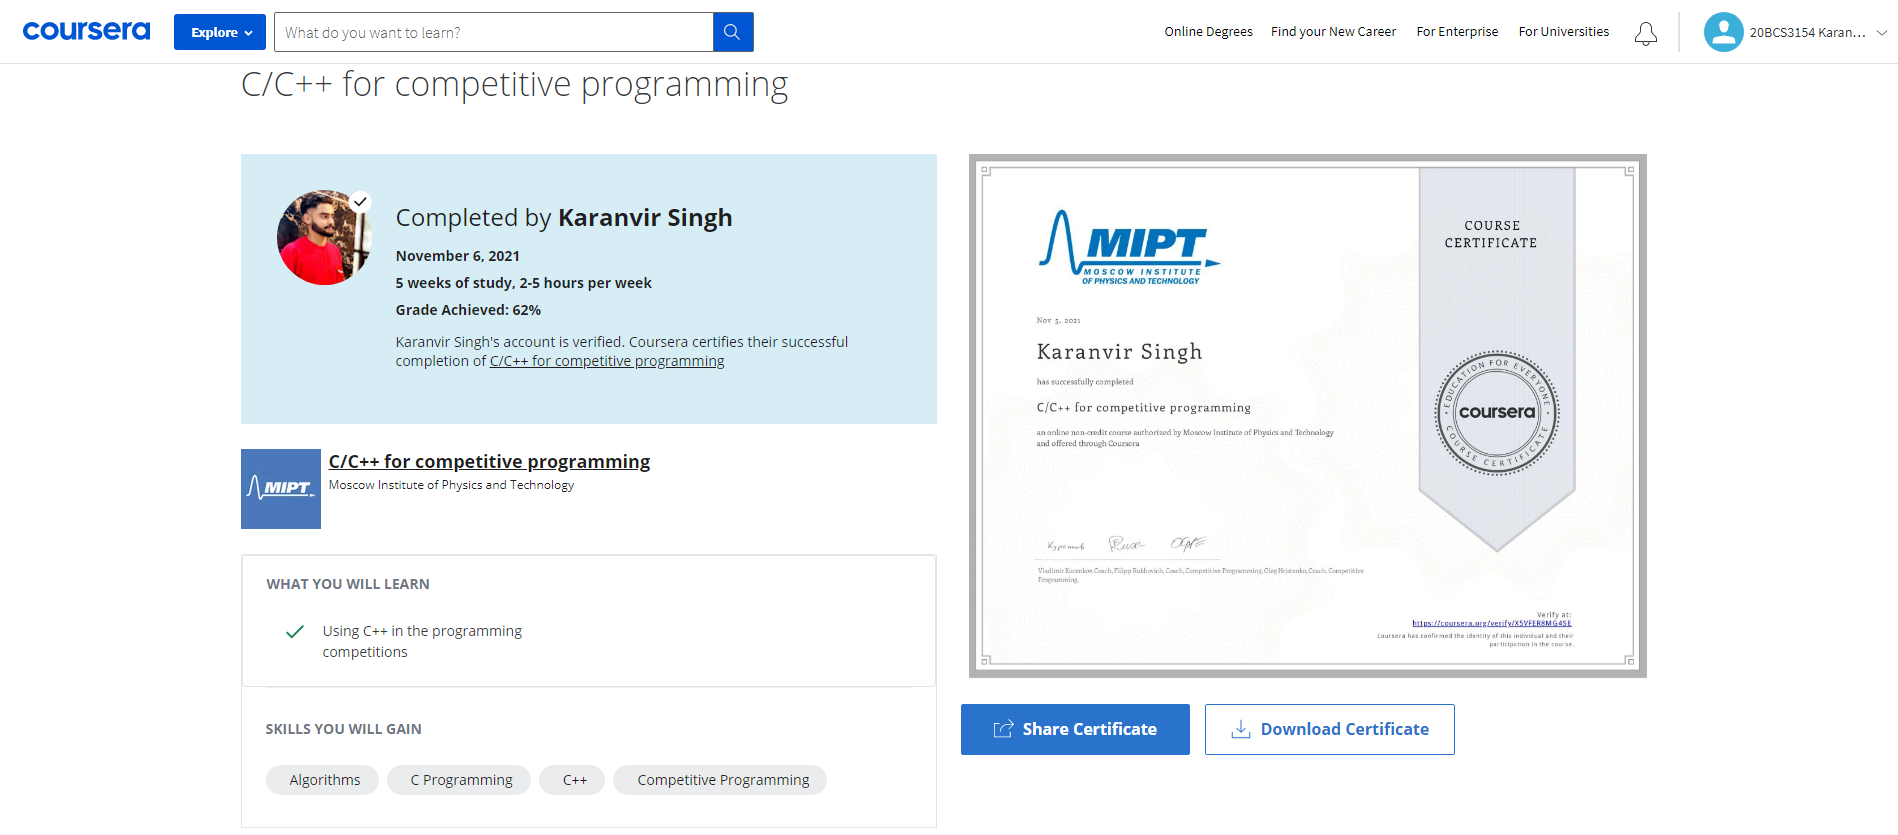 coursera
Explore
What do you want to learn?
Online Degrees
Find your New Career
For Enterprise
For Universities
20BCS3154 Karan...
C/C++ for competitive programming
Completed by Karanvir Singh
November 6, 2021
5 weeks of study, 2-5 hours per week
Grade Achieved: 62%
Karanvir Singh's account is verified. Coursera certifies their successful
completion of C/C++ for competitive programming
MIPT
C/C++ for competitive programming
Moscow Institute of Physics and Technology
WHAT YOU WILL LEARN
Using C++ in the programming
competitions
SKILLS YOU WILL GAIN
Algorithms
C Programming
C++
Competitive Programming
MIPT
MOSCOW INSTITUTE
OF PHYSICS AND TECHNOLOGY
Nov 5, 2021
Karanvir Singh
has successfully completed
C/C++ for competitive programming
an online non-credit course authorized by Moscow Institute of Physics and Technology
and offered through Coursera
COURSE
CERTIFICATE
EDUCATION FOR EVERYONE
coursera
COURSE CERTIFICATE
Vladimir Kurenkov, Coach, Filipp Rukhovich, Coach, Competitive Programming, Oleg Hristenko, Coach, Competitive
Programming,
Verify at:
https://coursera.org/verify/X5VFER8MG4SE
Coursera has confirmed the identity of this individual and their
participation in the course.
Share Certificate
Download Certificate